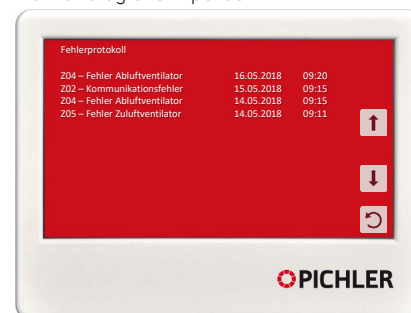 Fehlerprotokoll
Z04 – Fehler Abluftventilator 16.05.2018 09:20
Z02 – Kommunikationsfehler 15.05.2018 09:15
Z04 – Fehler Abluftventilator 14.05.2018 09:15
Z05 – Fehler Zuluftventilator 14.05.2018 09:11
PICHLER